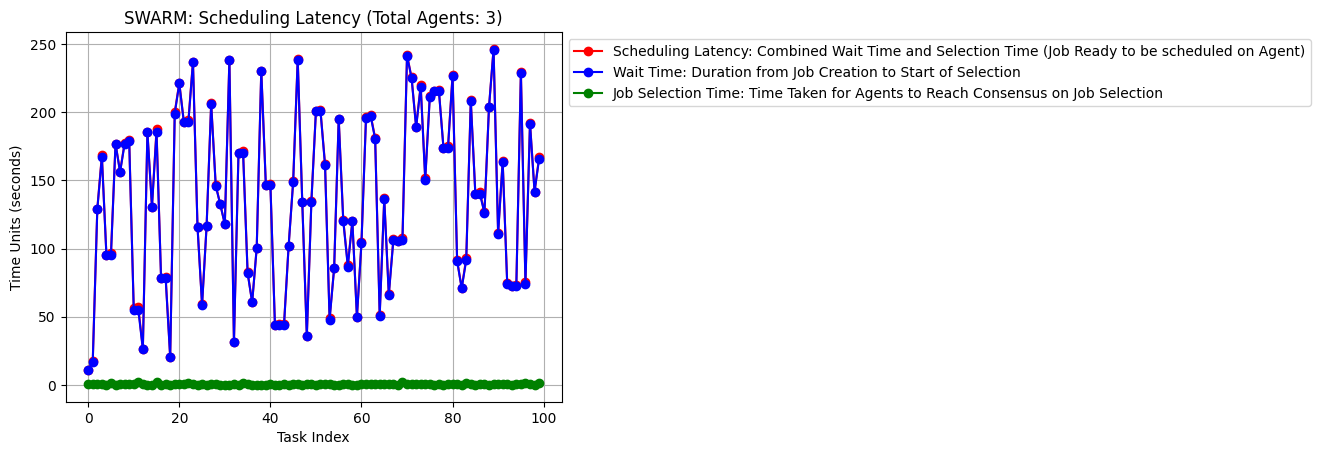 SWARM: Scheduling Latency (Total Agents: 3)
Scheduling Latency: Combined Wait Time and Selection Time (Job Ready to be scheduled on Agent)
Wait Time: Duration from Job Creation to Start of Selection
Job Selection Time: Time Taken for Agents to Reach Consensus on Job Selection
Time Units (seconds)
250
200
150
100
50
0
0 20 40 60 80 100
Task Index